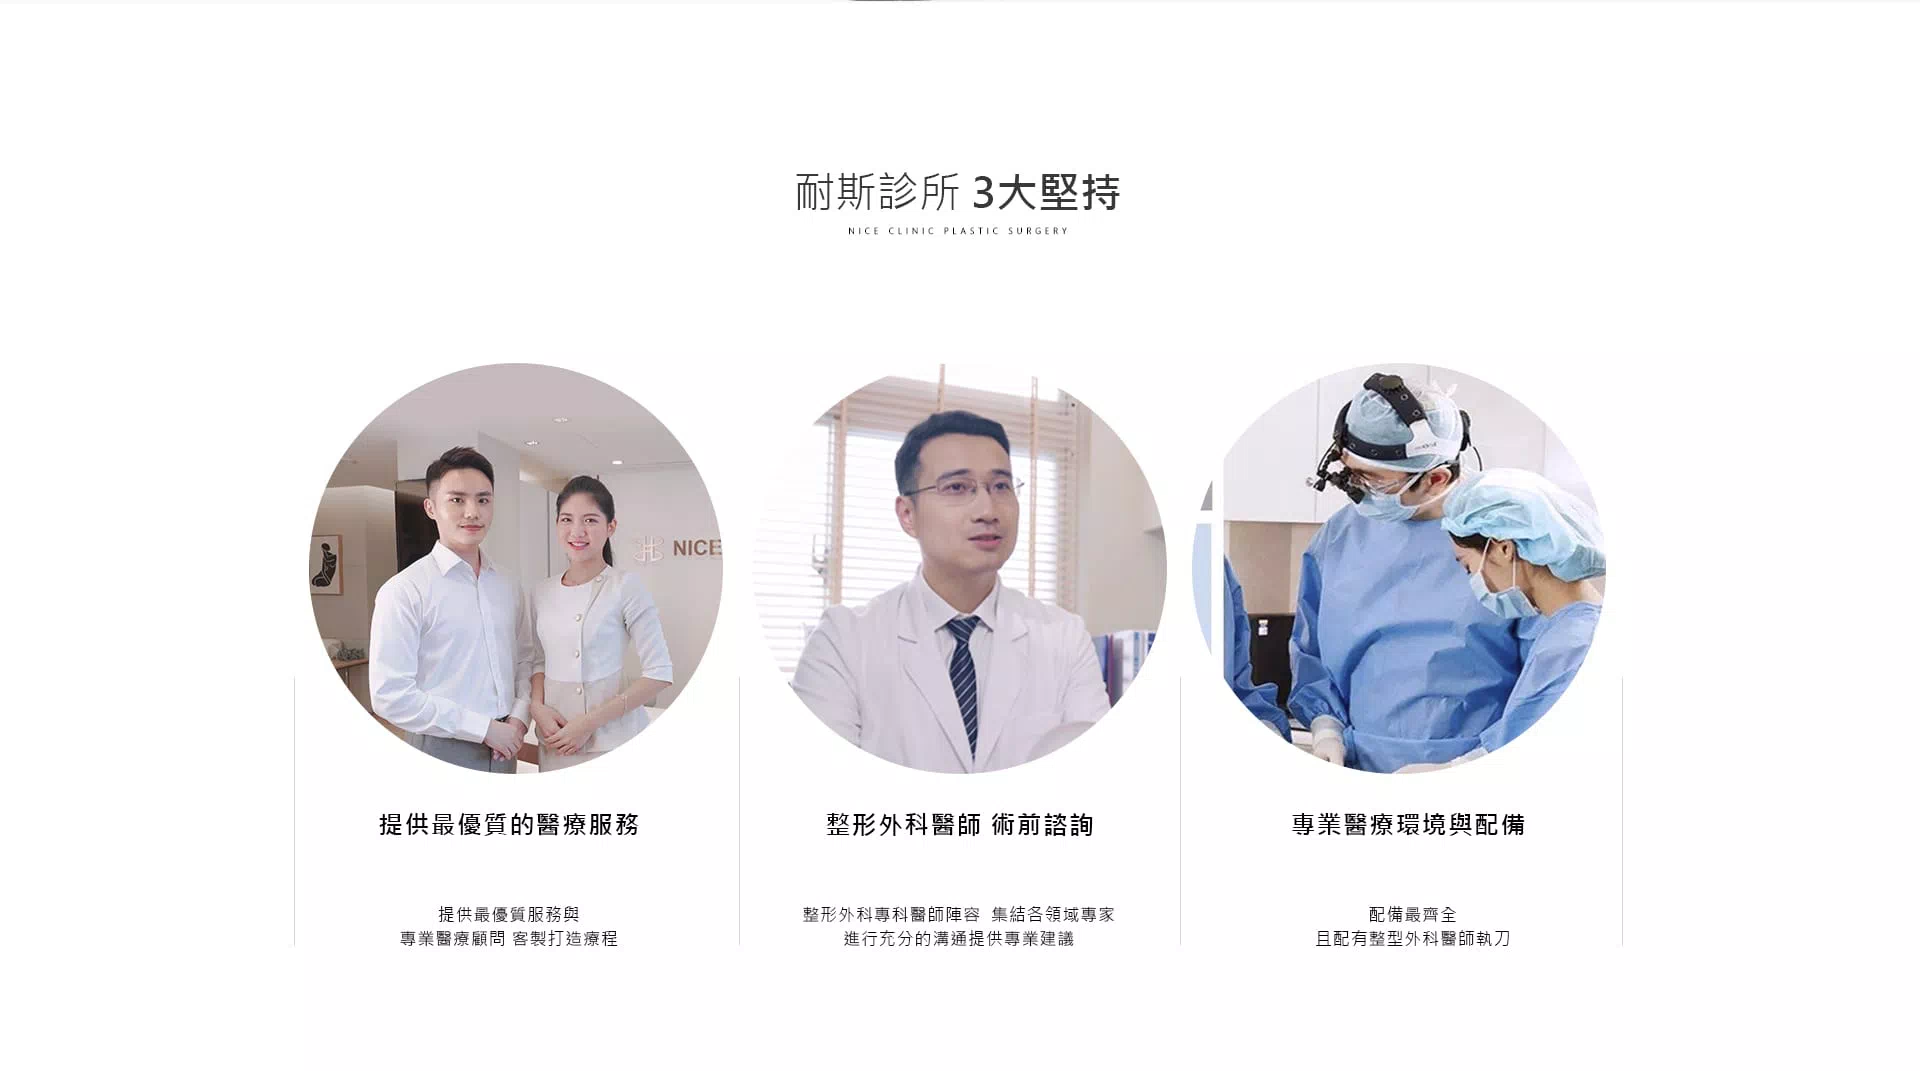 耐斯診所 3大堅持
NICE CLINIC PLASTIC SURGERY
NICE
提供最優質的醫療服務
整形外科醫師 術前諮詢
專業醫療環境與配備
提供最優質服務與
專業醫療顧問 客製打造療程
整形外科專科醫師陣容 集結各領域專家
進行充分的溝通提供專業建議
配備最齊全
且配有整型外科醫師執刀